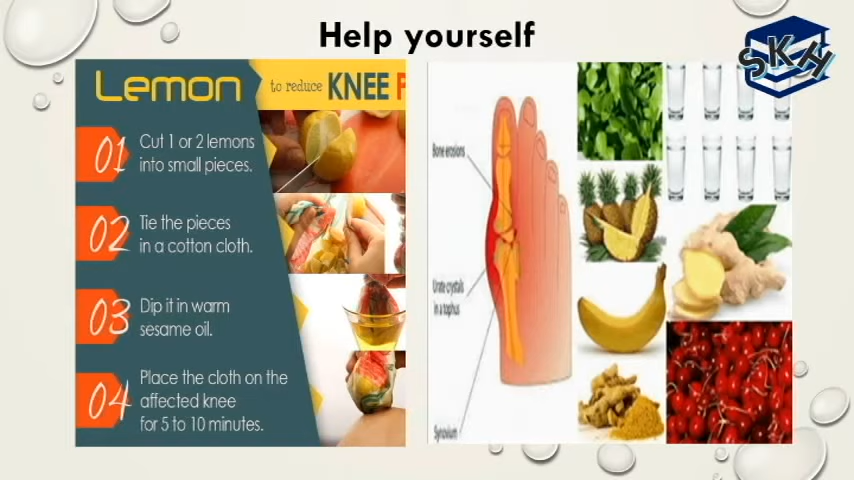 Help yourself
SKH
Lemon to reduce KNEE
01 Cut 1 or 2 lemons
into small pieces.
02 Tie the pieces
in a cotton cloth.
03 Dip it in warm
sesame oil.
04 Place the cloth on the
affected knee
for 5 to 10 minutes.
Bone erosions
Urate crystals
in a tophus
Synovium